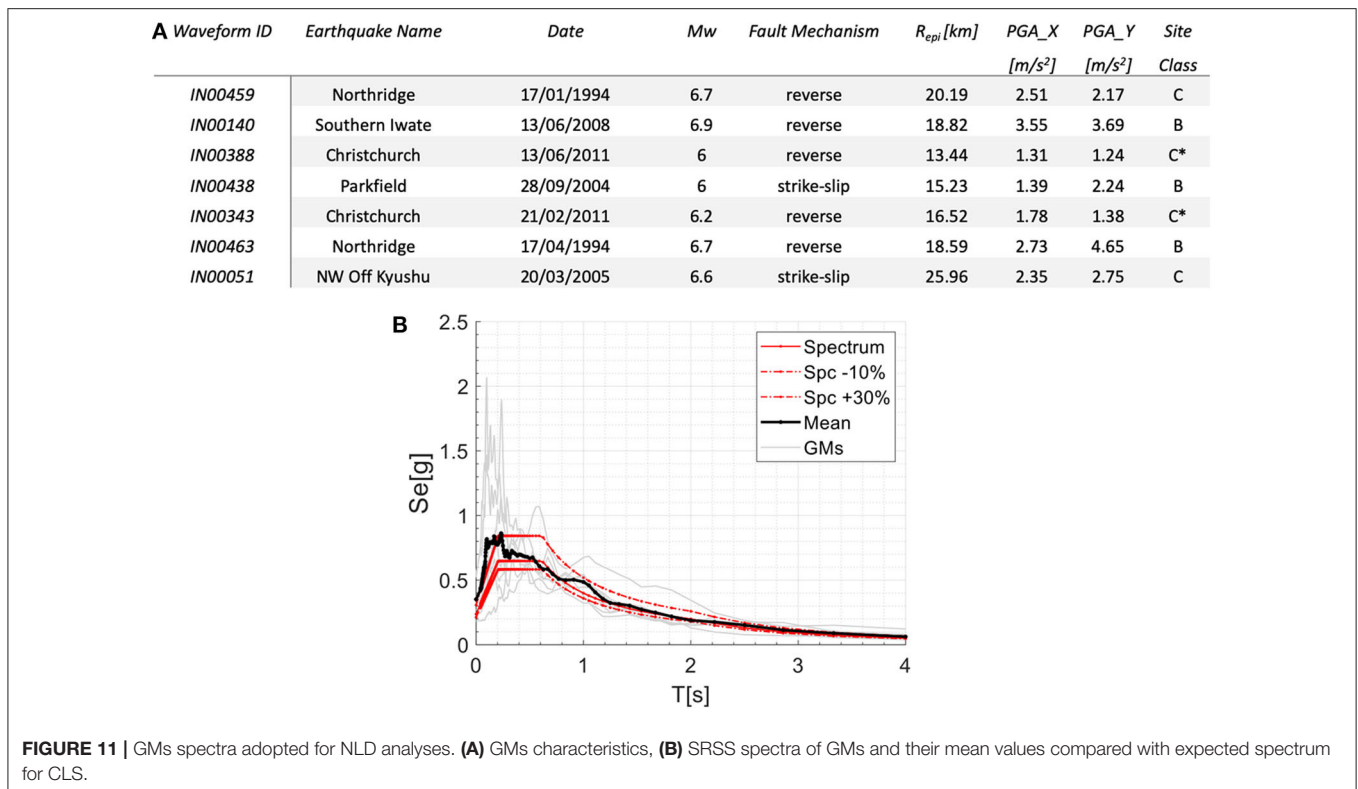 A Waveform ID Earthquake Name Date Mw Fault Mechanism Repi [km] PGA_X PGA_Y Site
[m/s²] [m/s²] Class
IN00459 Northridge 17/01/1994 6.7 reverse 20.19 2.51 2.17 C
IN00140 Southern Iwate 13/06/2008 6.9 reverse 18.82 3.55 3.69 B
IN00388 Christchurch 13/06/2011 6 reverse 13.44 1.31 1.24 C*
IN00438 Parkfield 28/09/2004 6 strike-slip 15.23 1.39 2.24 B
IN00343 Christchurch 21/02/2011 6.2 reverse 16.52 1.78 1.38 C*
IN00463 Northridge 17/04/1994 6.7 reverse 18.59 2.73 4.65 B
IN00051 NW Off Kyushu 20/03/2005 6.6 strike-slip 25.96 2.35 2.75 C
B
2.5
2
1.5
1
0.5
0
Se[g]
Spectrum
Spc -10%
Spc +30%
Mean
GMs
0 1 2 3 4
T[s]
FIGURE 11 | GMs spectra adopted for NLD analyses. (A) GMs characteristics, (B) SRSS spectra of GMs and their mean values compared with expected spectrum
for CLS.